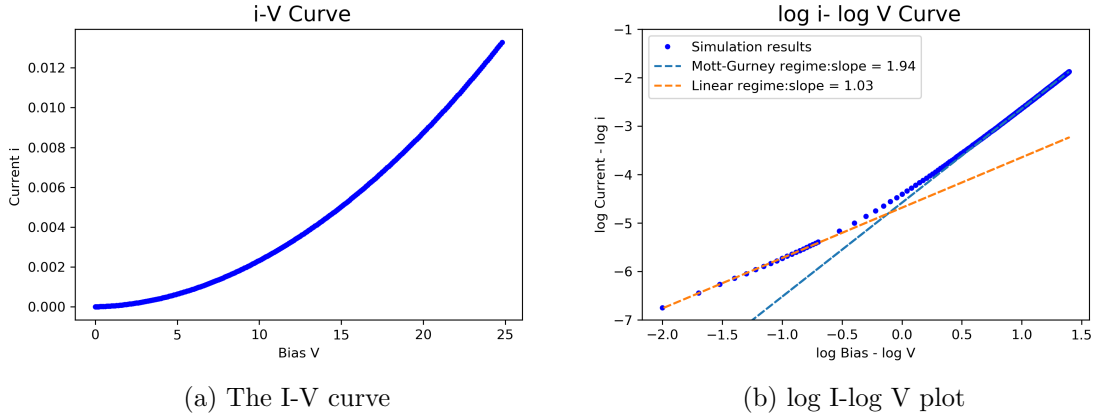 i-V Curve
0.012
0.010
0.008
0.006
0.004
0.002
0.000
Current i
0
5
10
15
20
25
Bias V
(a) The I-V curve
log i- log V Curve
Simulation results
Mott-Gurney regime:slope = 1.94
Linear regime:slope = 1.03
−1
−2
−3
−4
−5
−6
−7
log Current - log i
−2.0
−1.5
−1.0
−0.5
0.0
0.5
1.0
1.5
log Bias - log V
(b) log I-log V plot